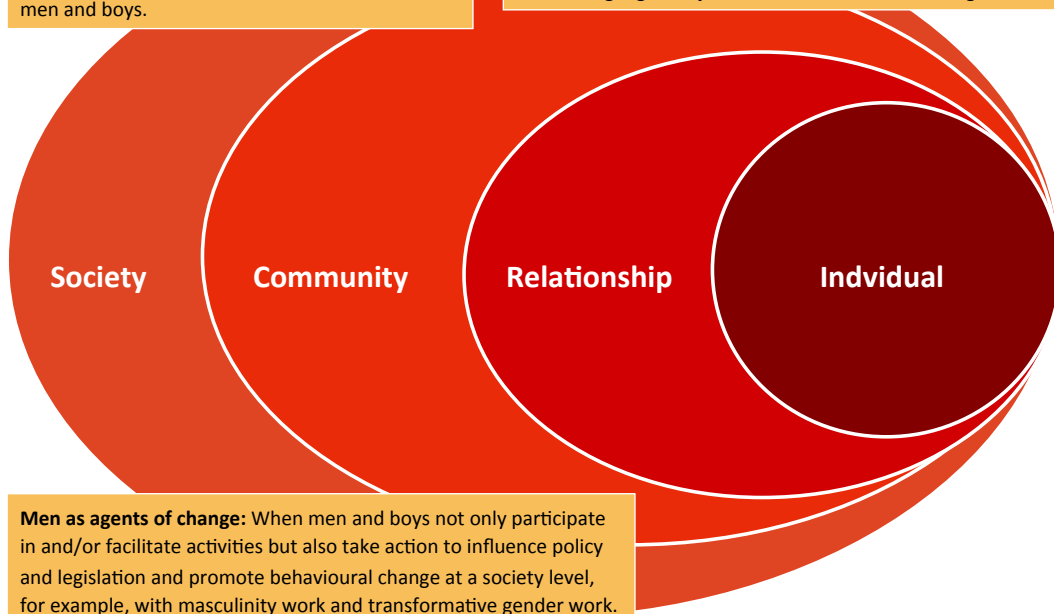 men and boys.
Society
Community
Relationship
Indvidual
Men as agents of change: When men and boys not only participate
in and/or facilitate activities but also take action to influence policy
and legislation and promote behavioural change at a society level,
for example, with masculinity work and transformative gender work.